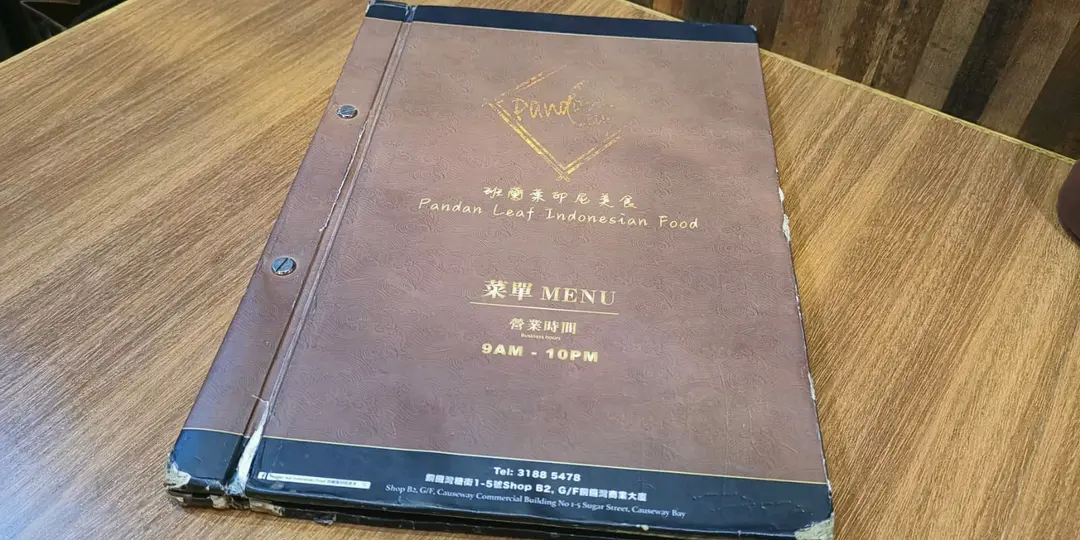 pand
班蘭葉印尼美食
Pandan Leaf Indonesian Food
菜單 MENU
營業時間
Business hours
9AM - 10PM
Tel: 3188 5478
銅鑼灣糖街1-5號Shop B2, G/F銅鑼灣商業大廈
Shop B2, G/F, Causeway Commercial Building No 1-5 Sugar Street, Causeway Bay